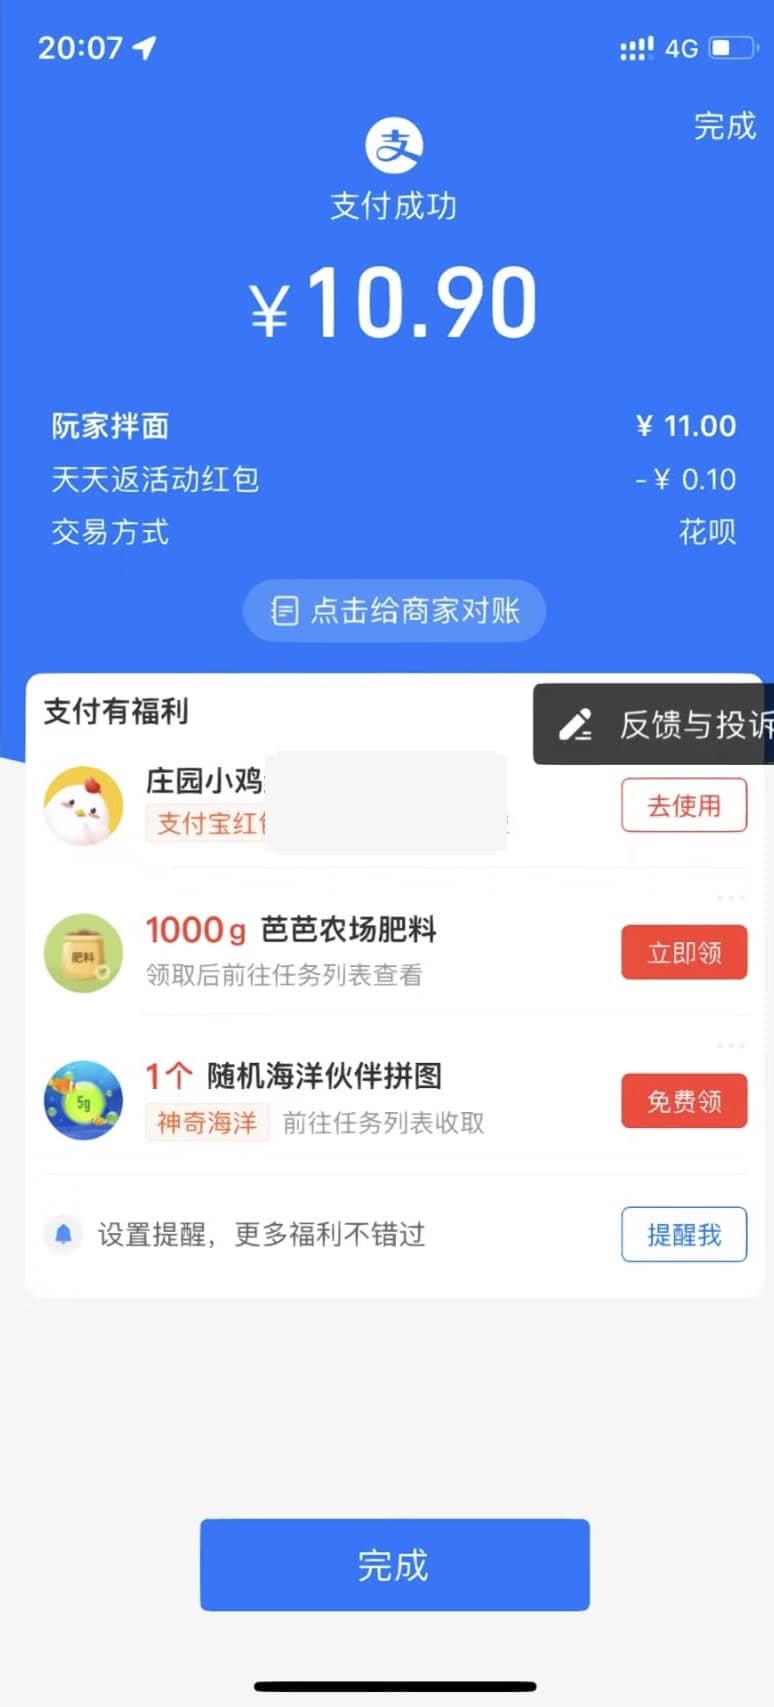 20:07 4G
完成
支
支付成功
¥10.90
阮家拌面 ¥ 11.00
天天返活动红包 -¥ 0.10
交易方式 花呗
点击给商家对账
支付有福利
反馈与投诉
庄园小鸡
支付宝红
去使用
1000g 芭芭农场肥料
肥料
领取后前往任务列表查看
立即领
1个 随机海洋伙伴拼图
5g
神奇海洋 前往任务列表收取
免费领
设置提醒，更多福利不错过
提醒我
完成